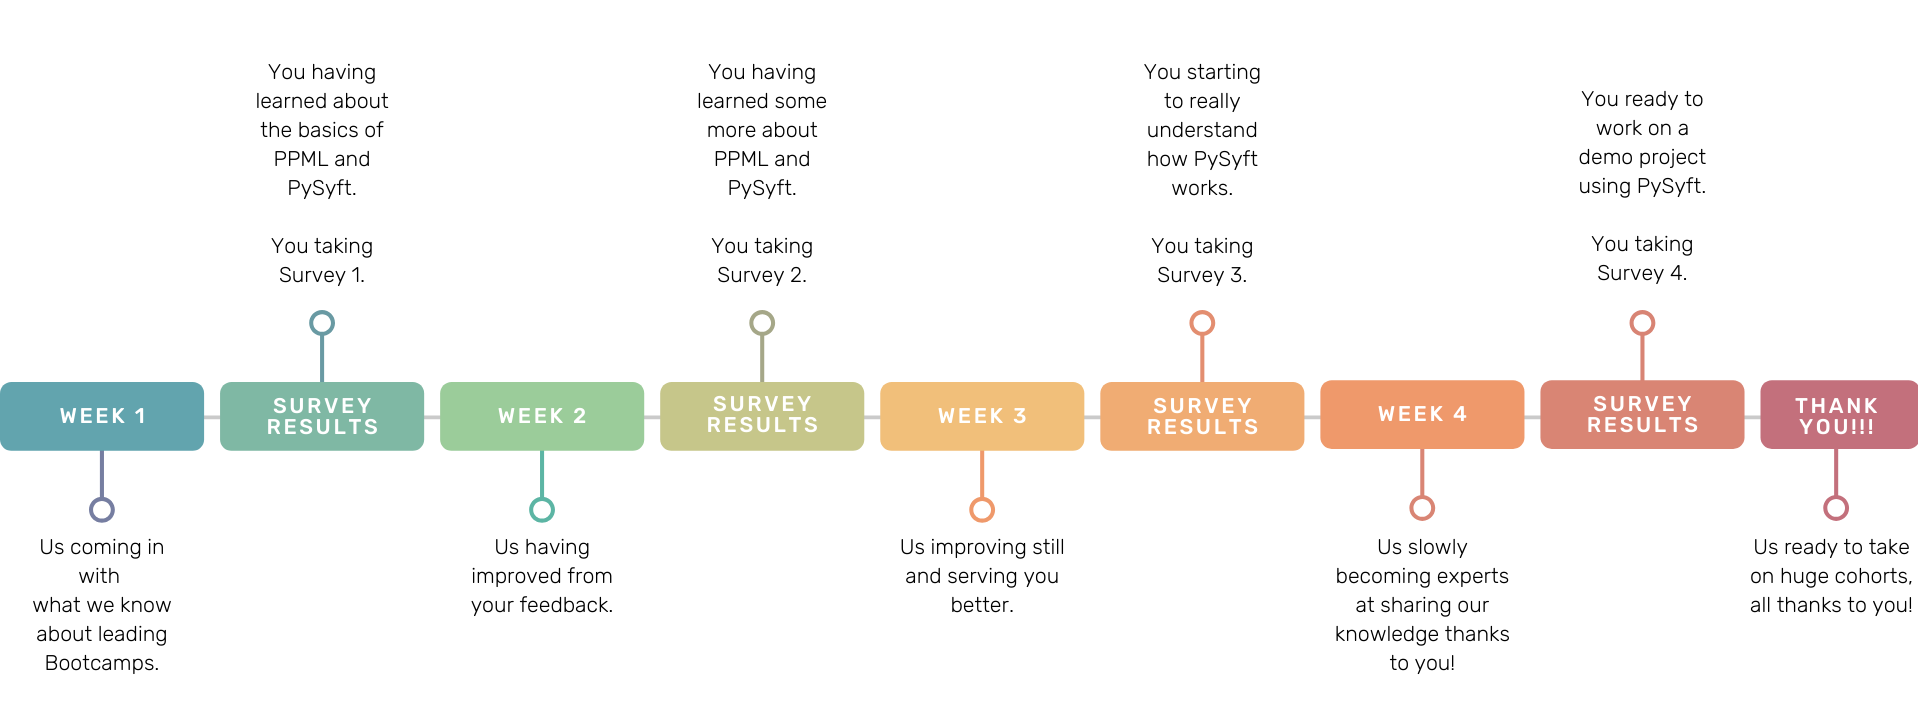 You having
learned about
the basics of
PPML and
PySyft.
You taking
Survey 1.
You having
learned some
more about
PPML and
PySyft.
You taking
Survey 2.
You starting
to really
understand
how PySyft
works.
You taking
Survey 3.
You ready to
work on a
demo project
using PySyft.
You taking
Survey 4.
WEEK 1
SURVEY
RESULTS
WEEK 2
SURVEY
RESULTS
WEEK 3
SURVEY
RESULTS
WEEK 4
SURVEY
RESULTS
THANK
YOU!!!
Us coming in
with
what we know
about leading
Bootcamps.
Us having
improved from
your feedback.
Us improving still
and serving you
better.
Us slowly
becoming experts
at sharing our
knowledge thanks
to you!
Us ready to take
on huge cohorts,
all thanks to you!